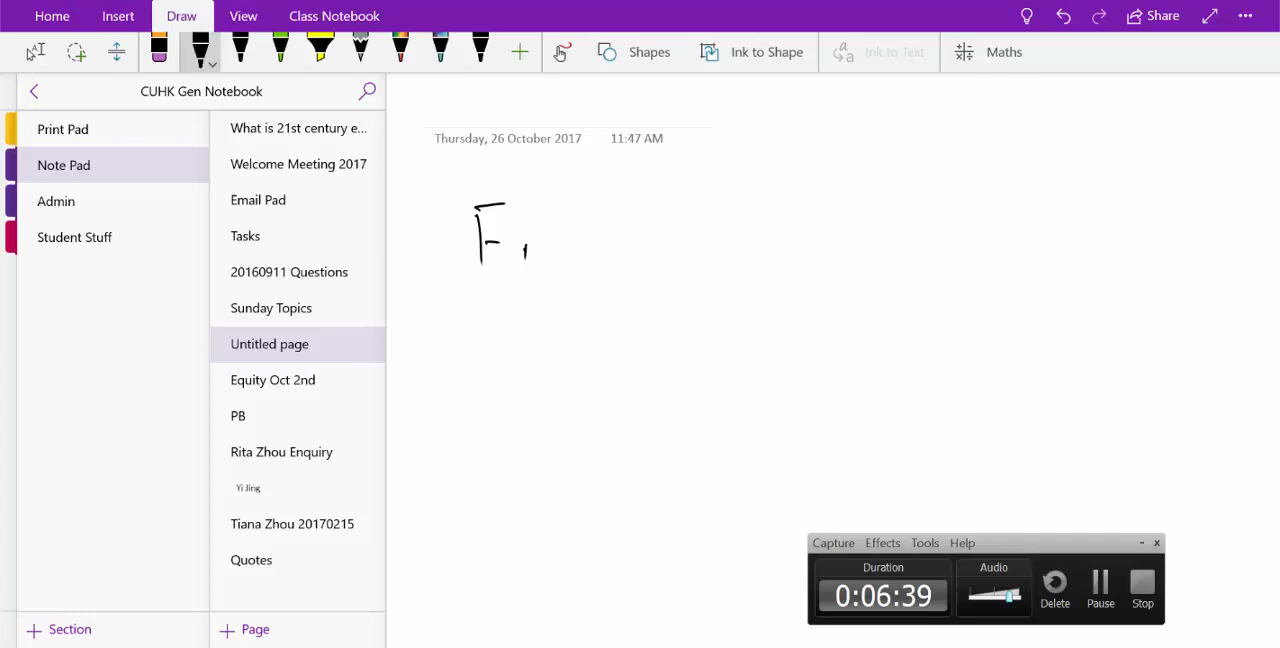 Home Insert Draw View Class Notebook Share
Shapes Ink to Shape Ink to Text Maths
CUHK Gen Notebook
Print Pad
Note Pad
Admin
Student Stuff
What is 21st century e...
Welcome Meeting 2017
Email Pad
Tasks
20160911 Questions
Sunday Topics
Untitled page
Equity Oct 2nd
PB
Rita Zhou Enquiry
Yi Jing
Tiana Zhou 20170215
Quotes
Section
Page
Thursday, 26 October 2017 11:47 AM
F
Capture Effects Tools Help
Duration Audio
0:06:39
Delete Pause Stop